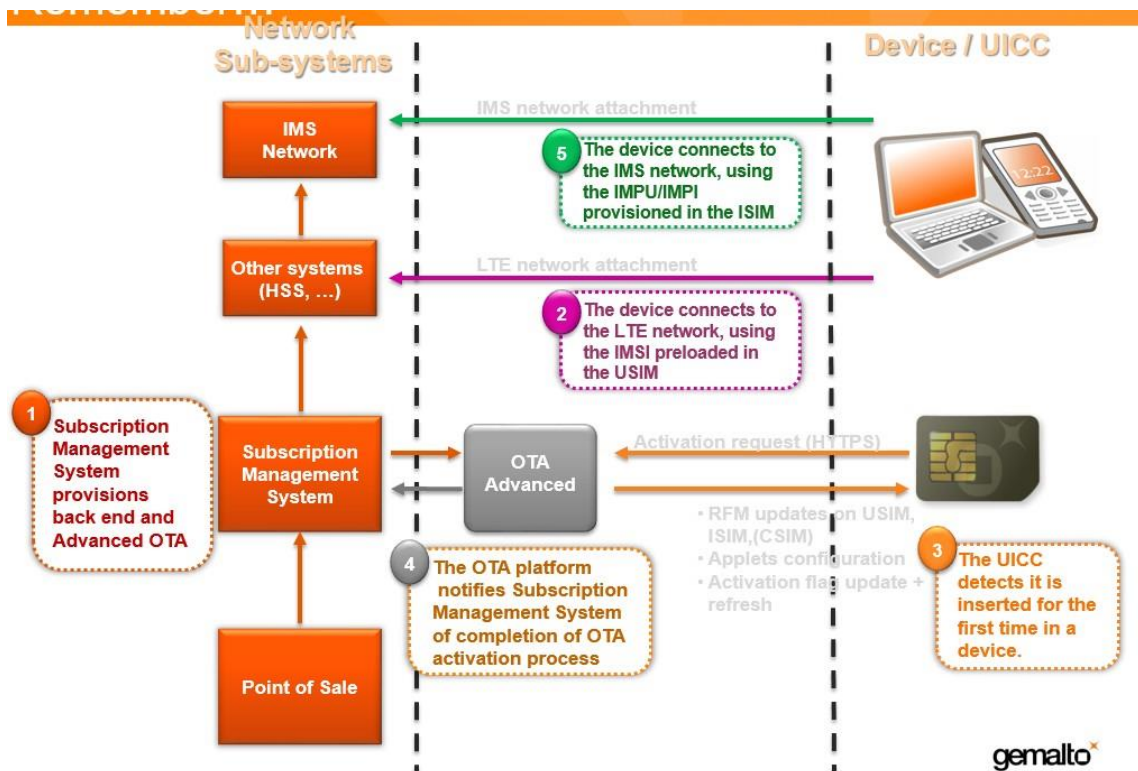 Network
Sub-systems
Device / UICC
IMS
Network
IMS network attachment
5
The device connects to
the IMS network, using
the IMPU/IMPI
provisioned in the ISIM
12:22
Other systems
(HSS, ...)
LTE network attachment
2
The device connects to
the LTE network, using
the IMSI preloaded in
the USIM
1
Subscription
Management
System
provisions
back end and
Advanced OTA
Subscription
Management
System
OTA
Advanced
Activation request (HTTPS)
• RFM updates on USIM,
ISIM,(CSIM)
• Applets configuration
• Activation flag update +
refresh
4
The OTA platform
notifies Subscription
Management System
of completion of OTA
activation process
3
The UICC
detects it is
inserted for the
first time in a
device.
Point of Sale
gemalto